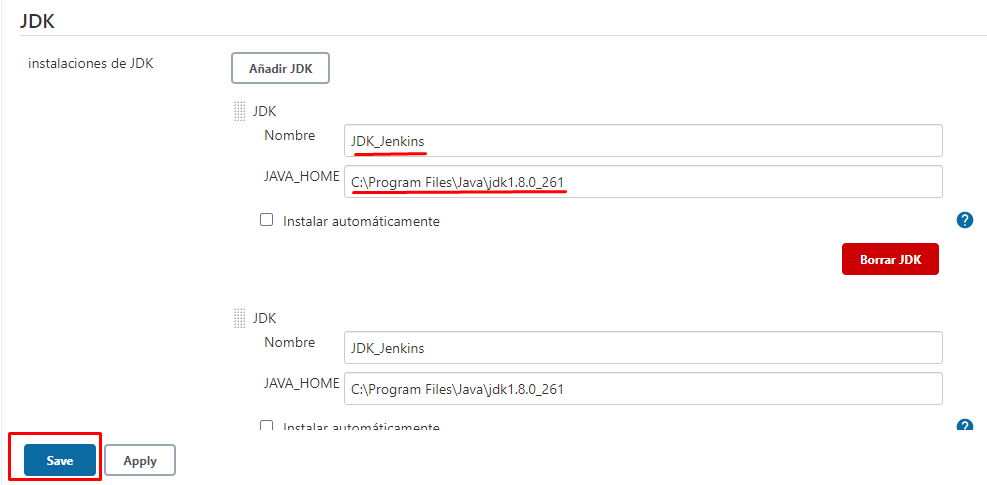 JDK
instalaciones de JDK
Añadir JDK
JDK
Nombre
JDK_Jenkins
JAVA_HOME
C:\Program Files\Java\jdk1.8.0_261
Instalar automáticamente
?
Borrar JDK
JDK
Nombre
JDK_Jenkins
JAVA_HOME
C:\Program Files\Java\jdk1.8.0_261
Instalar automáticamente
?
Save
Apply